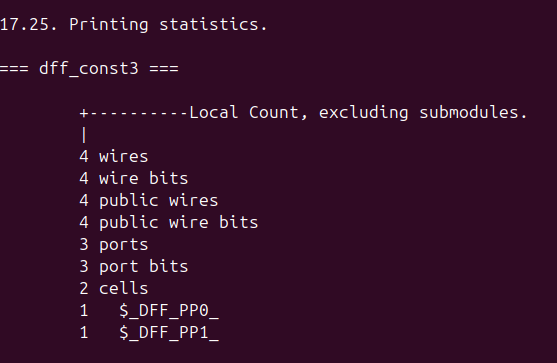 17.25. Printing statistics.
=== dff_const3 ===
+----------Local Count, excluding submodules.
|
4 wires
4 wire bits
4 public wires
4 public wire bits
3 ports
3 port bits
2 cells
1   $_DFF_PP0_
1   $_DFF_PP1_